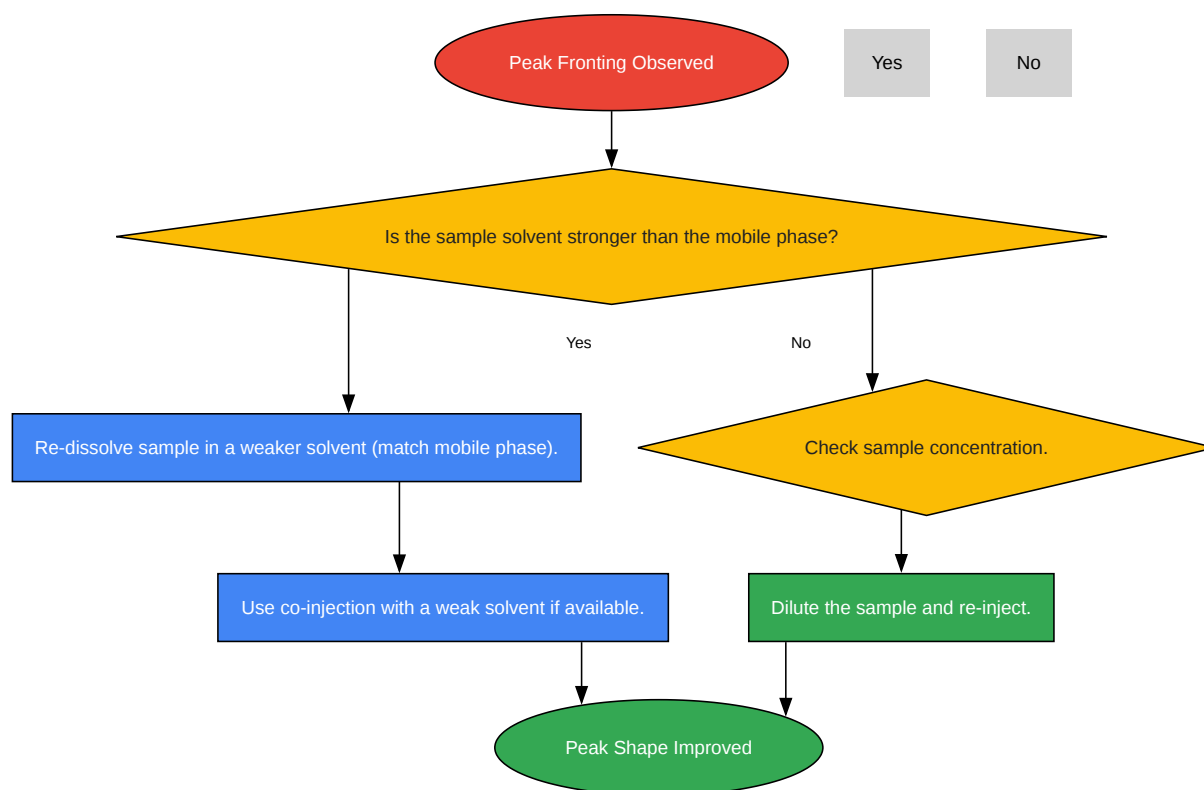 Peak Fronting Observed
Yes
No
Is the sample solvent stronger than the mobile phase?
Yes
No
Re-dissolve sample in a weaker solvent (match mobile phase).
Check sample concentration.
Use co-injection with a weak solvent if available.
Dilute the sample and re-inject.
Peak Shape Improved